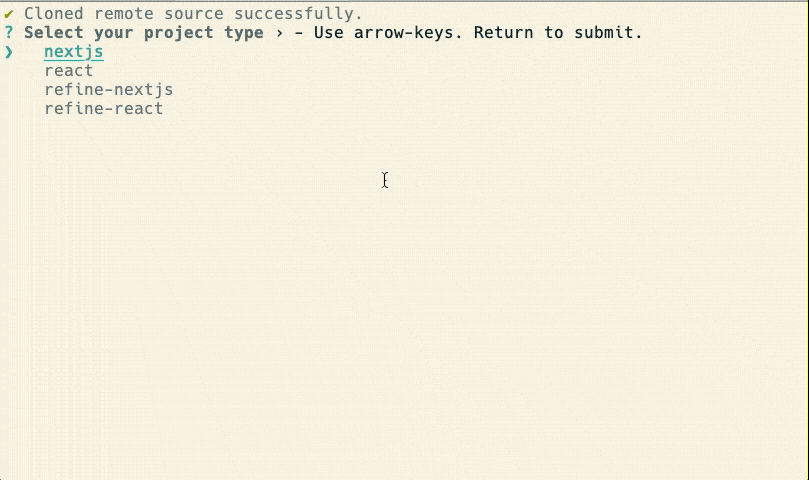 ✔ Cloned remote source successfully.
? Select your project type › - Use arrow-keys. Return to submit.
❯ nextjs
react
refine-nextjs
refine-react